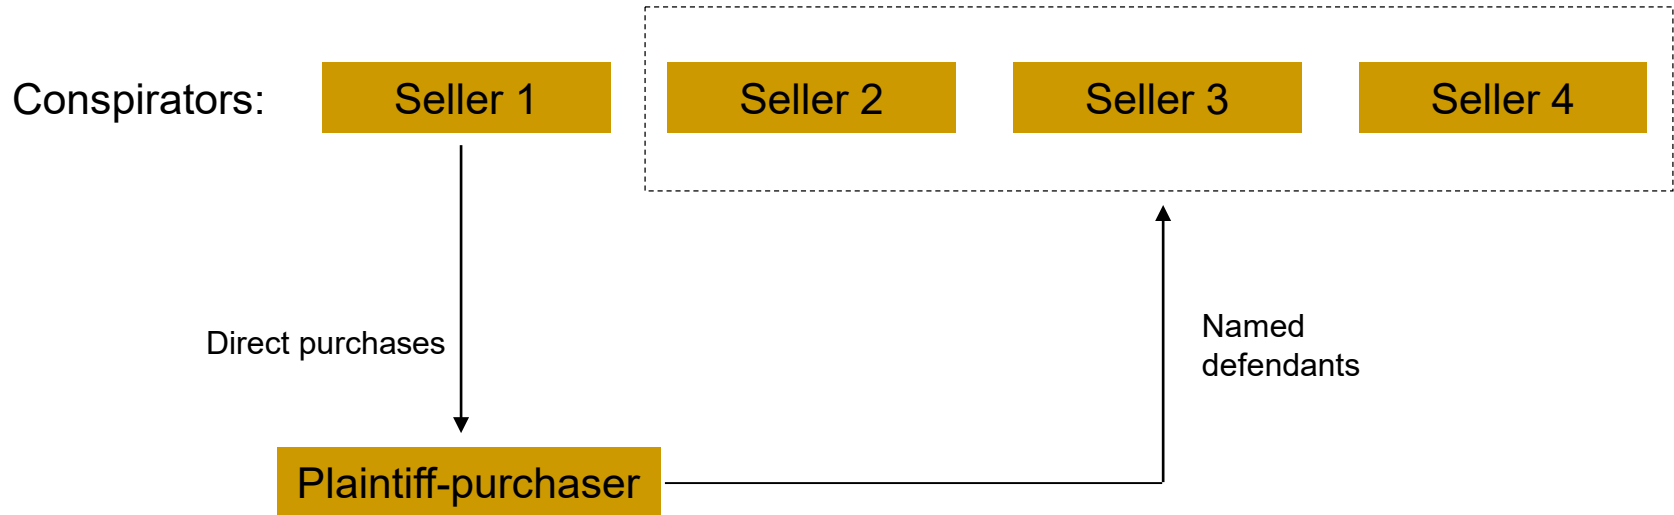 Conspirators:
Seller 1
Seller 2
Seller 3
Seller 4
Direct purchases
Named
defendants
Plaintiff-purchaser